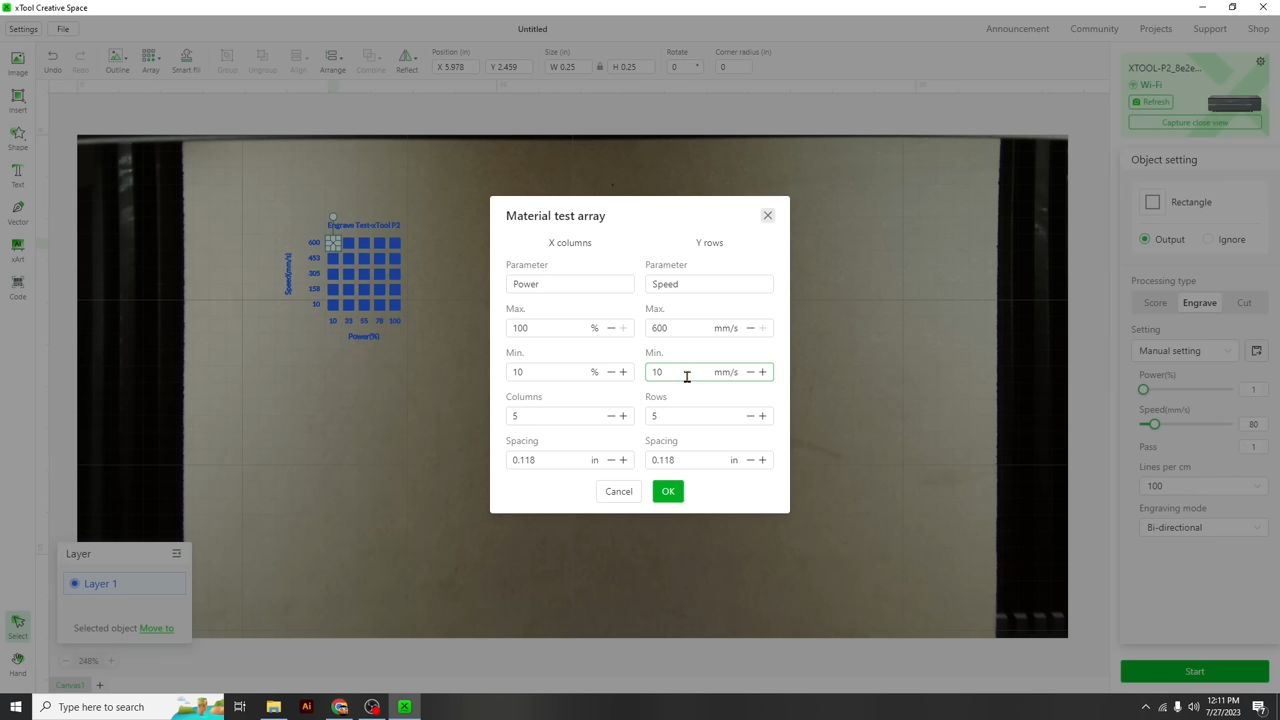 xTool Creative Space
Settings
File
Untitled
Announcement
Community
Projects
Support
Shop
Image
Insert
Shape
Text
Vector
xArt
Code
Select
Hand
Undo
Redo
Outline
Array
Smart fill
Group
Ungroup
Align
Arrange
Combine
Reflect
Position (in)
X 5.978
Y 2.459
Size (in)
W 0.25
H 0.25
Rotate
0 °
Corner radius (in)
0
Engrave Test-xTool P2
Speed(mm/s)
600
453
305
158
10
10 33 55 78 100
Power(%)
Material test array
X columns
Y rows
Parameter
Parameter
Power
Speed
Max.
Max.
100 %
600 mm/s
Min.
Min.
10 %
10 mm/s
Columns
Rows
5
5
Spacing
Spacing
0.118 in
0.118 in
Cancel
OK
XTOOL-P2_8e2e...
Wi-Fi
Refresh
Capture close view
Object setting
Rectangle
Output
Ignore
Processing type
Score
Engrave
Cut
Setting
Manual setting
Power(%)
1
Speed(mm/s)
80
Pass
1
Lines per cm
100
Engraving mode
Bi-directional
Start
Layer
Layer 1
Selected object Move to
248%
Canvas1
Type here to search
Ai
12:11 PM
7/27/2023